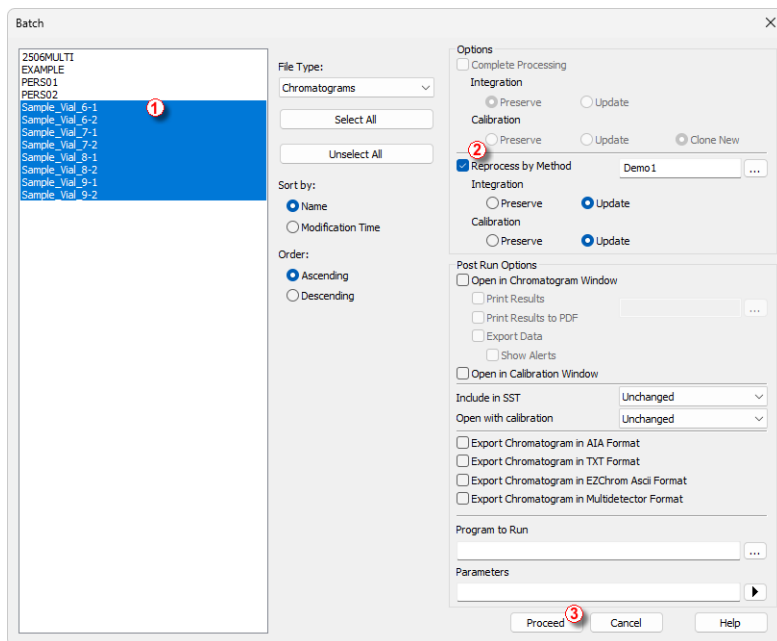 Batch
2506MULTI
EXAMPLE
PERS01
PERS02
Sample_Vial_6-1
Sample_Vial_6-2
Sample_Vial_7-1
Sample_Vial_7-2
Sample_Vial_8-1
Sample_Vial_8-2
Sample_Vial_9-1
Sample_Vial_9-2
1
File Type:
Chromatograms
Select All
Unselect All
Sort by:
Name
Modification Time
Order:
Ascending
Descending
Options
Complete Processing
Integration
Preserve Update
Calibration
Preserve Update Clone New
2
Reprocess by Method Demo1 ...
Integration
Preserve Update
Calibration
Preserve Update
Post Run Options
Open in Chromatogram Window
Print Results ...
Print Results to PDF
Export Data
Show Alerts
Open in Calibration Window
Include in SST Unchanged
Open with calibration Unchanged
Export Chromatogram in AIA Format
Export Chromatogram in TXT Format
Export Chromatogram in EZChrom Ascii Format
Export Chromatogram in Multidetector Format
Program to Run
...
Parameters
3
Proceed Cancel Help